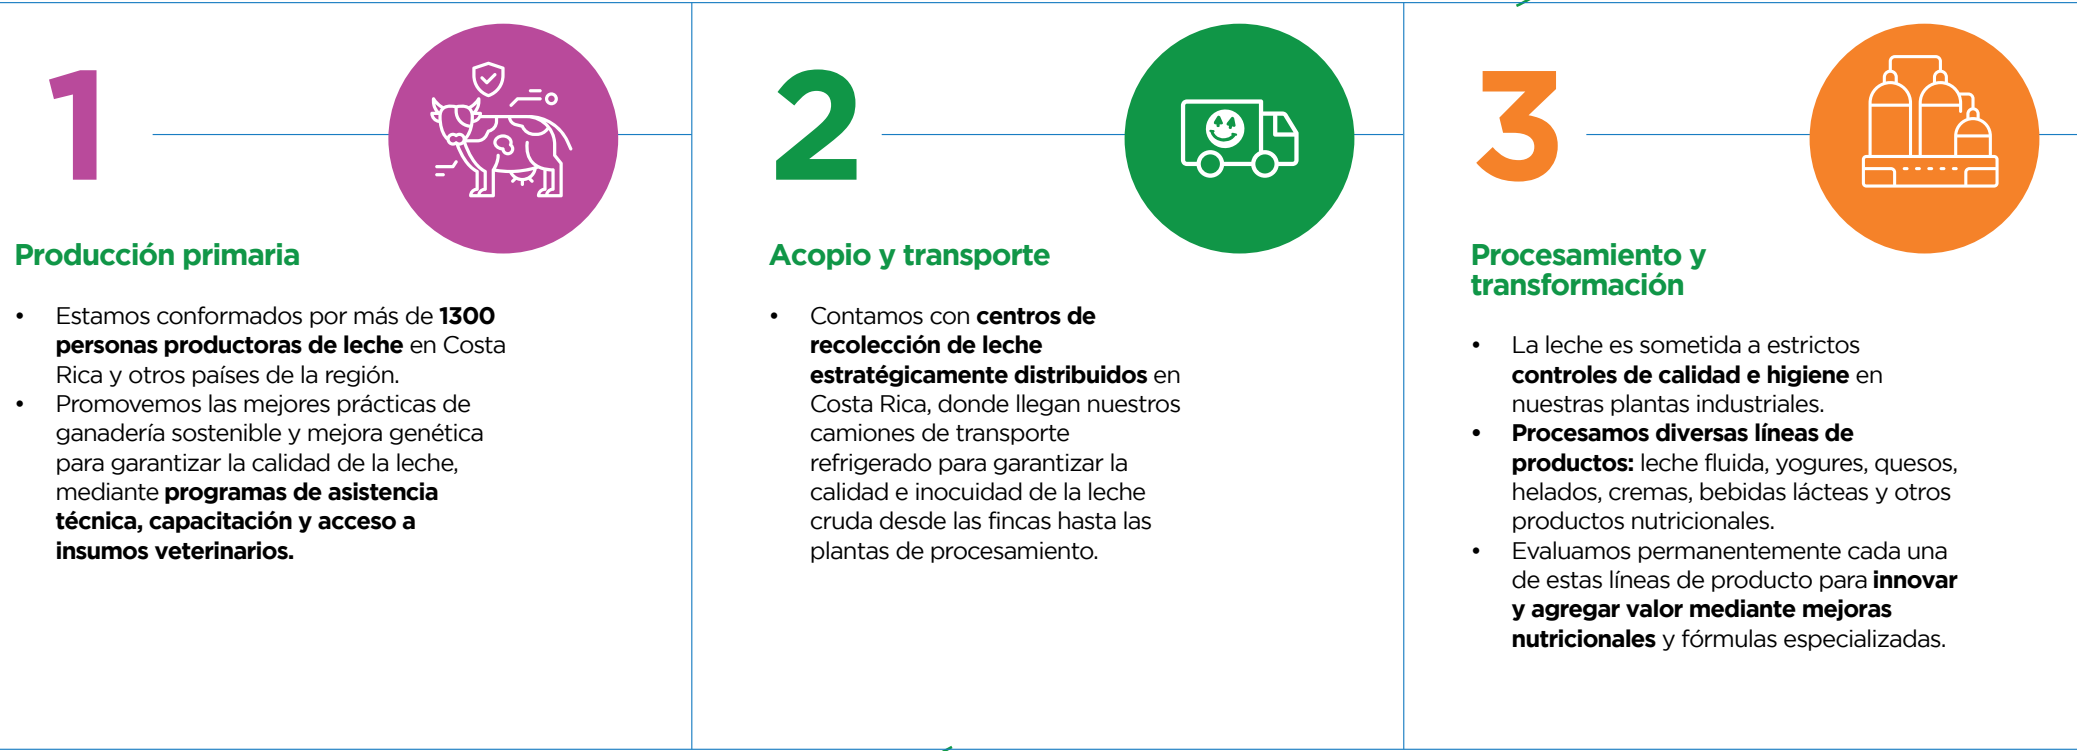 1
Producción primaria
• Estamos conformados por más de 1300
personas productoras de leche en Costa
Rica y otros países de la región.
• Promovemos las mejores prácticas de
ganadería sostenible y mejora genética
para garantizar la calidad de la leche,
mediante programas de asistencia
técnica, capacitación y acceso a
insumos veterinarios.
2
Acopio y transporte
• Contamos con centros de
recolección de leche
estratégicamente distribuidos en
Costa Rica, donde llegan nuestros
camiones de transporte
refrigerado para garantizar la
calidad e inocuidad de la leche
cruda desde las fincas hasta las
plantas de procesamiento.
3
Procesamiento y
transformación
• La leche es sometida a estrictos
controles de calidad e higiene en
nuestras plantas industriales.
• Procesamos diversas líneas de
productos: leche fluida, yogures, quesos,
helados, cremas, bebidas lácteas y otros
productos nutricionales.
• Evaluamos permanentemente cada una
de estas líneas de producto para innovar
y agregar valor mediante mejoras
nutricionales y fórmulas especializadas.